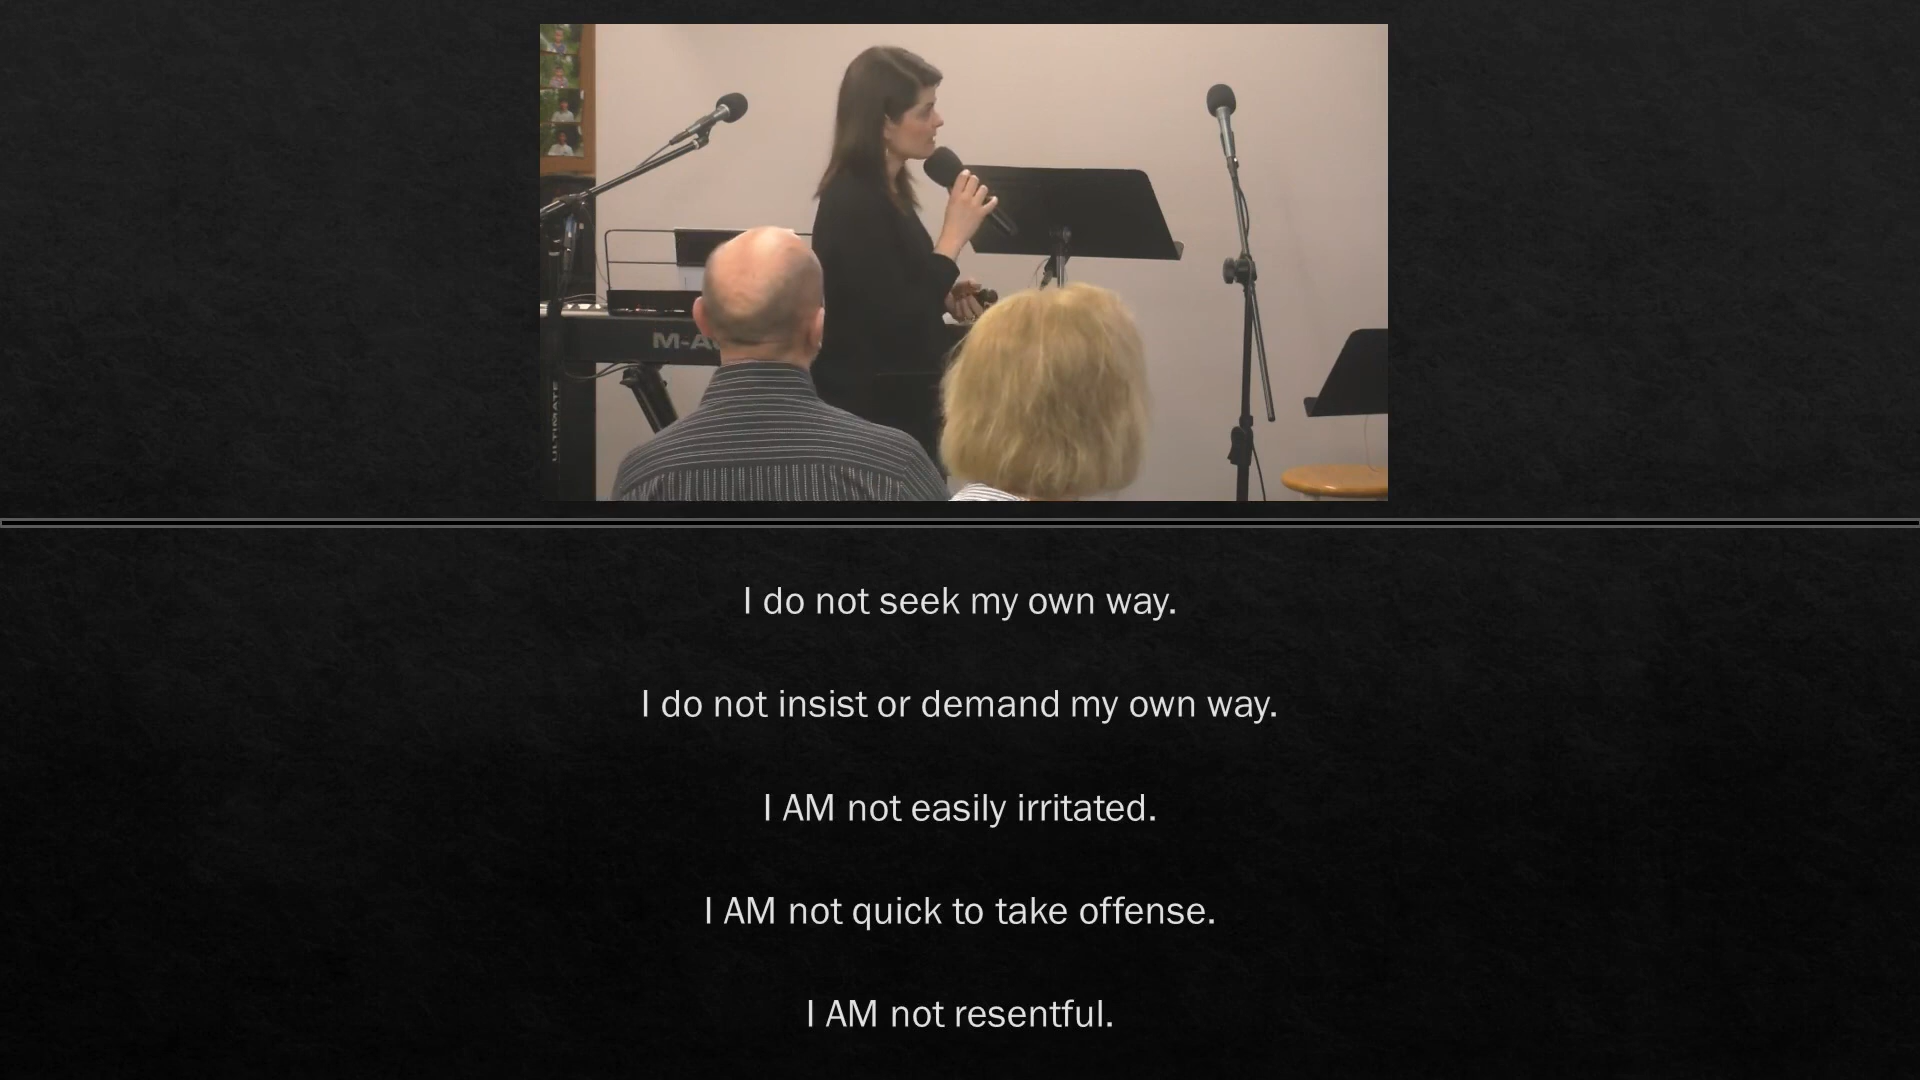 M-A
ULTIMATE
I do not seek my own way.
I do not insist or demand my own way.
I AM not easily irritated.
I AM not quick to take offense.
I AM not resentful.